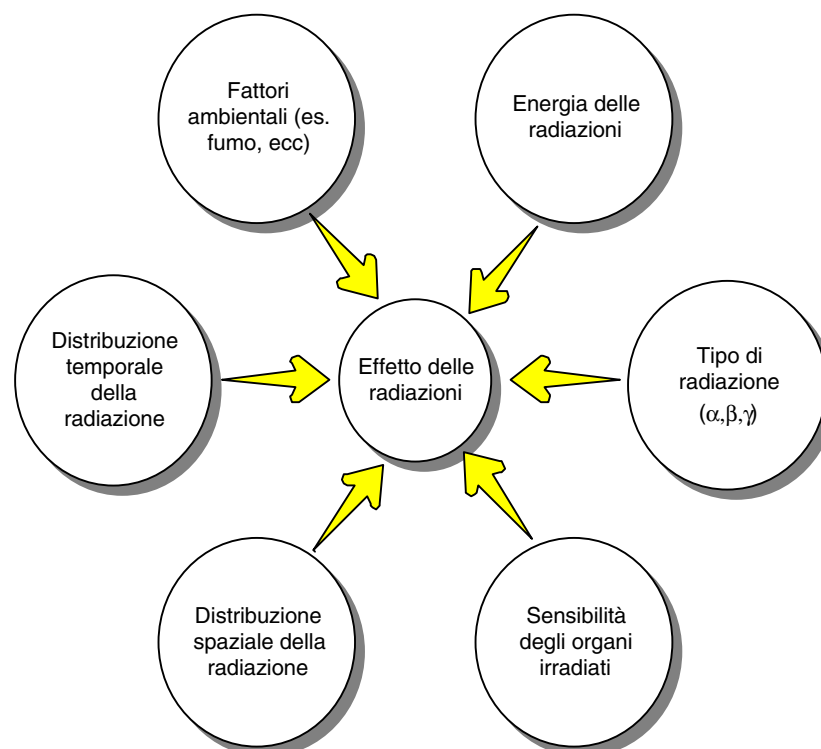 Fattori
ambientali (es.
fumo, ecc)
Energia delle
radiazioni
Distribuzione
temporale
della
radiazione
Effetto delle
radiazioni
Tipo di
radiazione
(α,β,γ)
Distribuzione
spaziale della
radiazione
Sensibilità
degli organi
irradiati